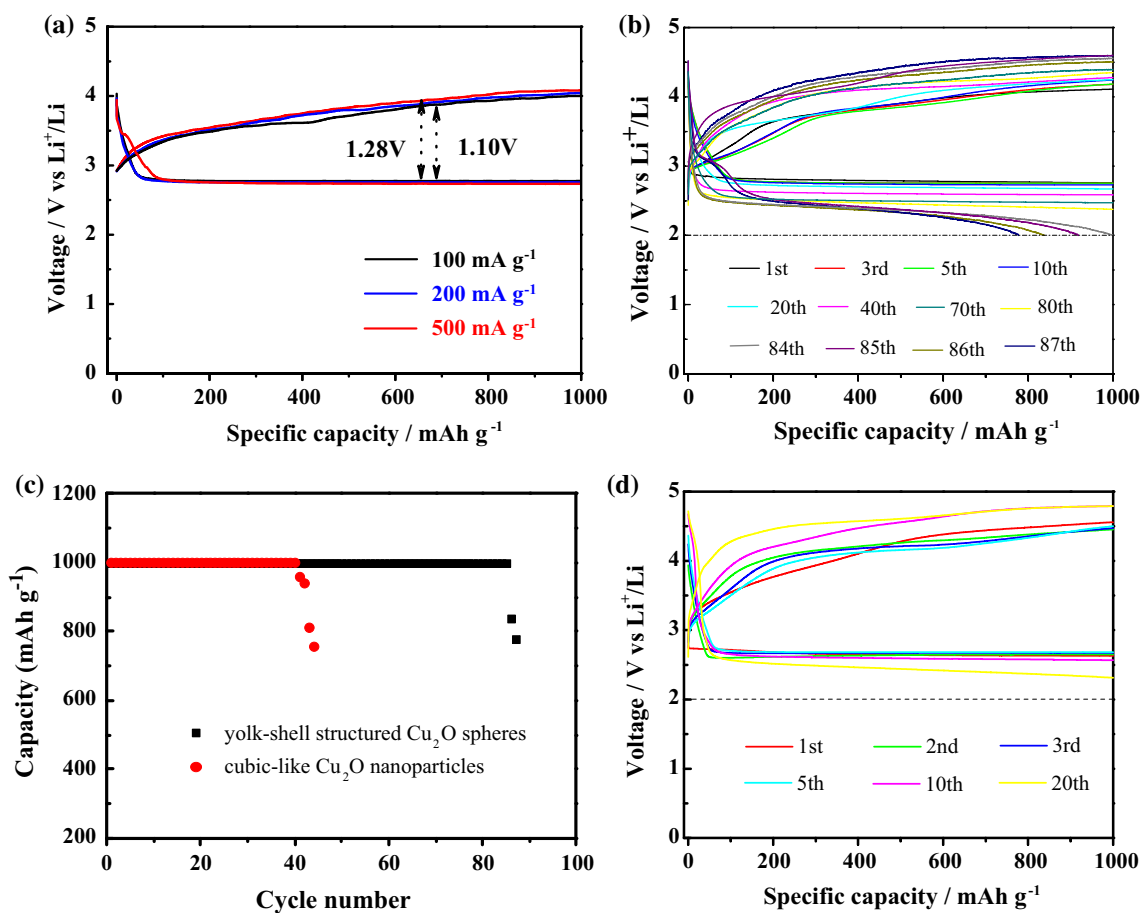 (a)
5
4
3
2
1
0
Voltage / V vs Li⁺/Li
1.28V
1.10V
100 mA g⁻¹
200 mA g⁻¹
500 mA g⁻¹
0 200 400 600 800 1000
Specific capacity / mAh g⁻¹
(b)
5
4
3
2
1
0
Voltage / V vs Li⁺/Li
1st 3rd 5th 10th
20th 40th 70th 80th
84th 85th 86th 87th
0 200 400 600 800 1000
Specific capacity / mAh g⁻¹
(c)
1200
1000
800
600
400
200
Capacity (mAh g⁻¹)
yolk-shell structured Cu₂O spheres
cubic-like Cu₂O nanoparticles
0 20 40 60 80 100
Cycle number
(d)
5
4
3
2
1
0
Voltage / V vs Li⁺/Li
1st 2nd 3rd
5th 10th 20th
0 200 400 600 800 1000
Specific capacity / mAh g⁻¹